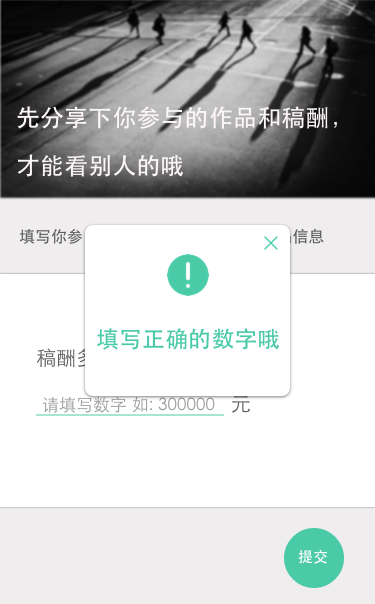 先分享下你参与的作品和稿酬，
才能看别人的哦
填写你参
信息
填写正确的数字哦
稿酬
请填写数字 如: 300000 元
提交